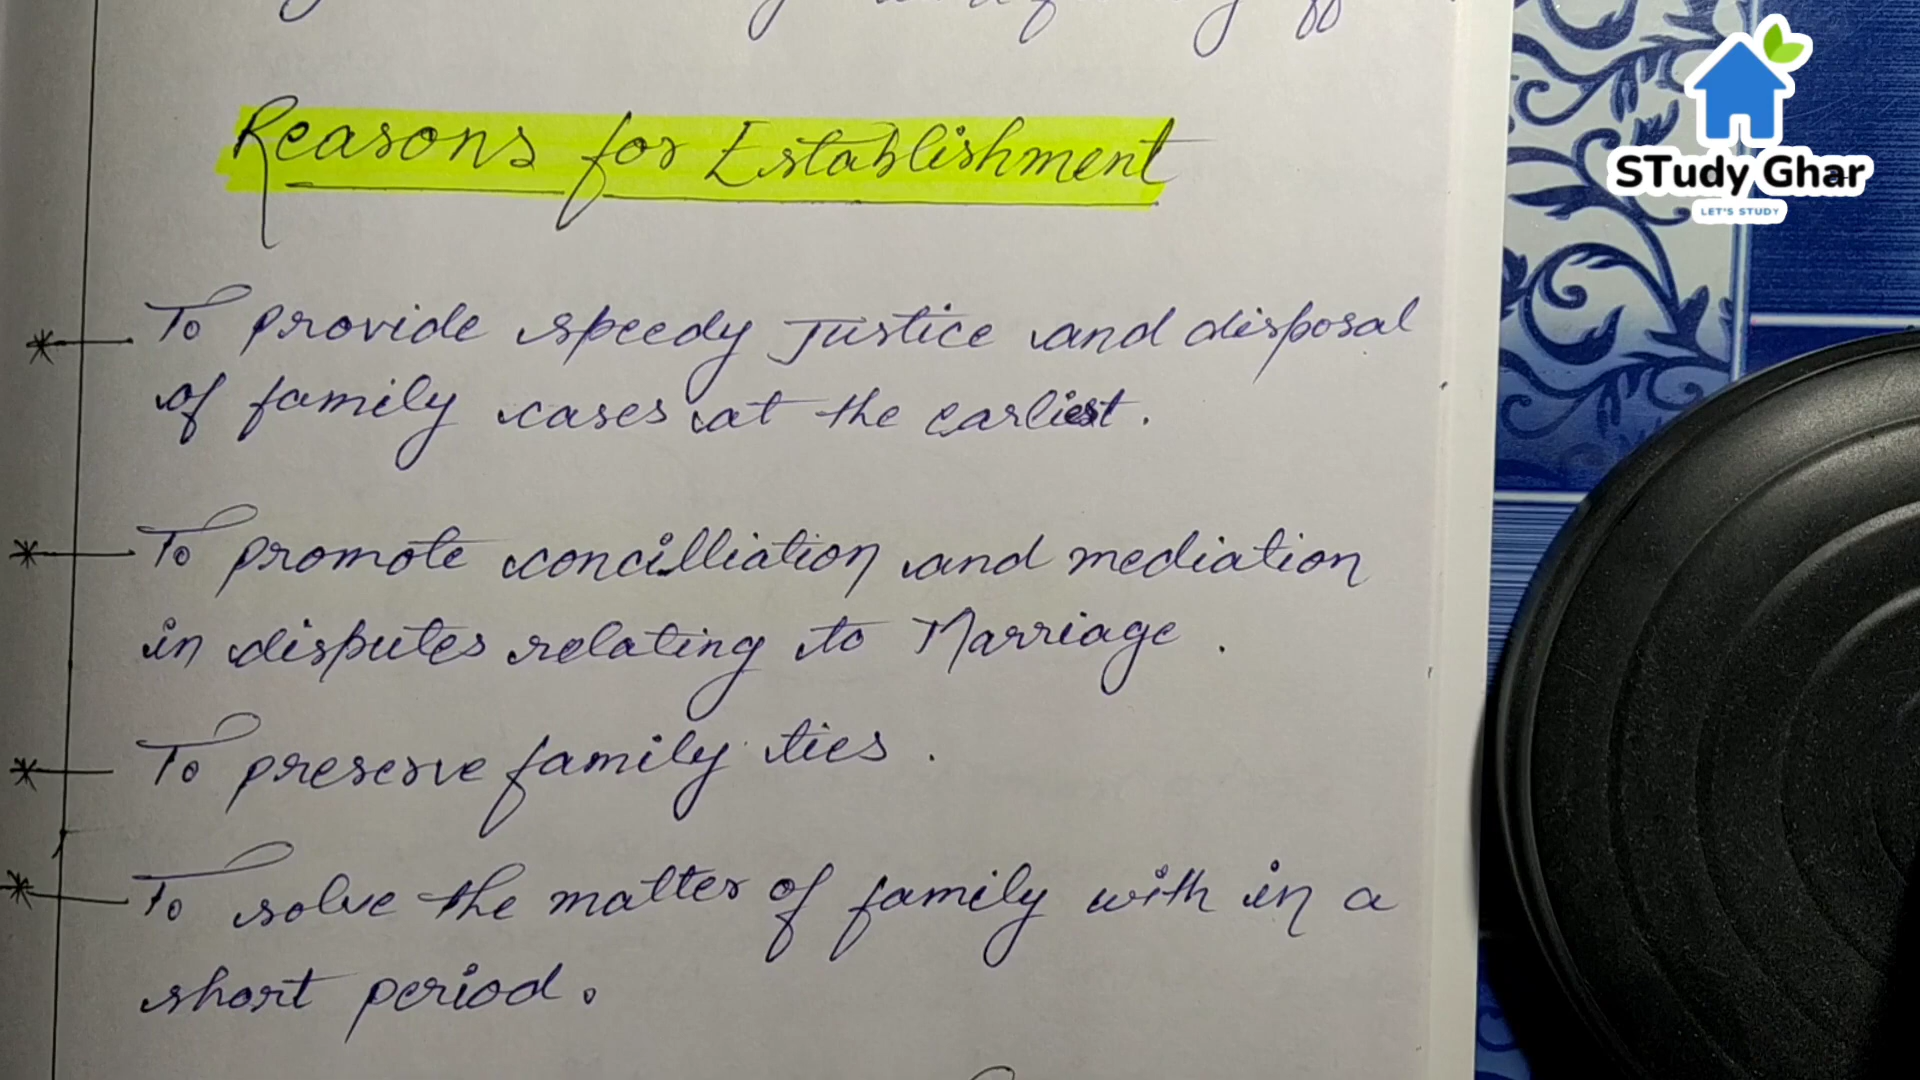 Reasons for Establishment
To provide speedy Justice and disposal
of family cases at the earliest.
To promote concilliation and mediation
in disputes relating to Marriage.
To preserve family ties.
To solve the matter of family with in a
short period.
STudy Ghar
LET'S STUDY